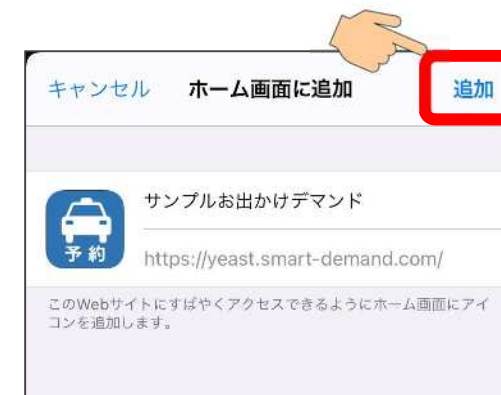 キャンセル ホーム画面に追加 追加
サンプルお出かけデマンド
予約
https://yeast.smart-demand.com/
このWebサイトにすばやくアクセスできるようにホーム画面にアイ
コンを追加します。